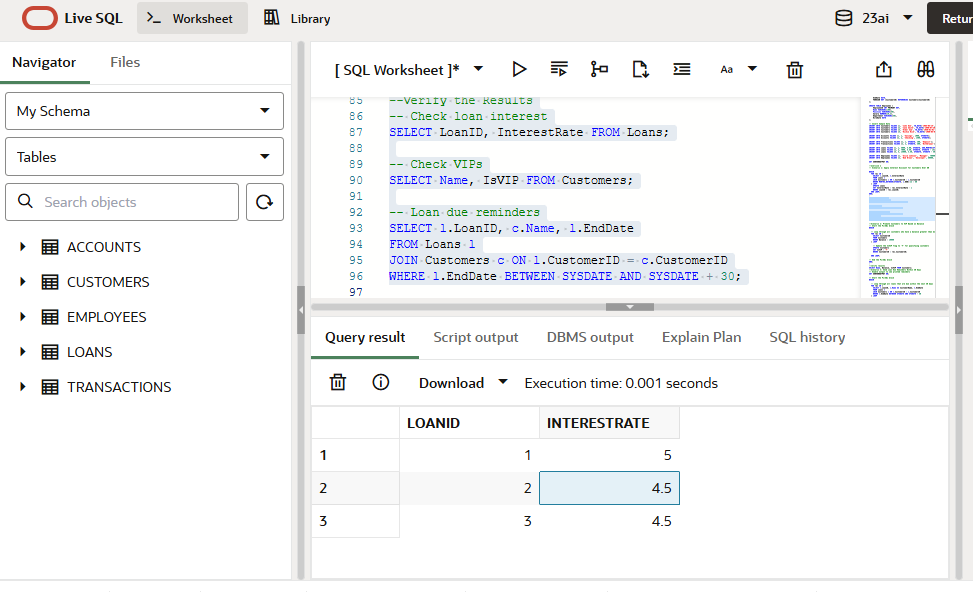 Live SQL
Worksheet
Library
23ai
Retur
Navigator
Files
My Schema
Tables
Search objects
ACCOUNTS
CUSTOMERS
EMPLOYEES
LOANS
TRANSACTIONS
[ SQL Worksheet ]*
Aa
85 --Verify the Results
86 -- Check loan interest
87 SELECT LoanID, InterestRate FROM Loans;
88
89 -- Check VIPs
90 SELECT Name, IsVIP FROM Customers;
91
92 -- Loan due reminders
93 SELECT l.LoanID, c.Name, l.EndDate
94 FROM Loans l
95 JOIN Customers c ON l.CustomerID = c.CustomerID
96 WHERE l.EndDate BETWEEN SYSDATE AND SYSDATE + 30;
97
Query result
Script output
DBMS output
Explain Plan
SQL history
Download
Execution time: 0.001 seconds
LOANID INTERESTRATE
1 1 5
2 2 4.5
3 3 4.5